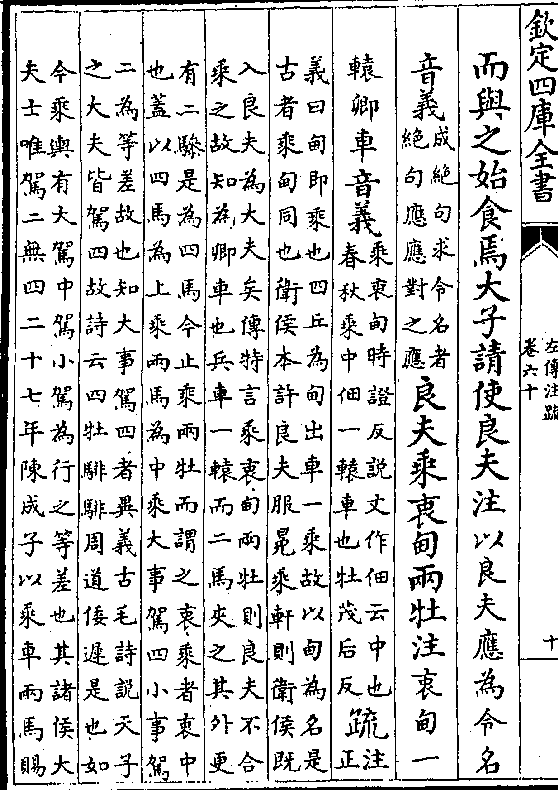 欽定四庫全書
左傳注疏
卷六十
十
而與之始食焉大子請使良夫注以良夫應為令名
音義成絶句求令名者
絶句應應對之應
良夫乘衷甸兩牡注衷甸一
轅卿車音義乘衷甸時證反説丈作佃云中也
春秋乘中佃一轅車也牡茂后反
疏注
正
義曰甸即乘也四丘為甸出車一乘故以甸為名是
古者乘甸同也衛侯本許良夫服冕乘軒則衛侯既
入良夫為大夫矣傳特言乘衷甸兩牡則良夫不合
乘之故知為卿車也兵車一轅而二馬夾之其外更
有二驂是為四馬今止乘兩牡而謂之衷乘者衷中
也蓋以四馬為上乘兩馬為中乘大事駕四小事駕
二為等差故也知大事駕四者異義古毛詩説天子
之大夫皆駕四故詩云四牡騑騑周道倭遲是也如
今乘輿有大駕中駕小駕為行之等差也其諸侯大
夫士唯駕二無四二十七年陳成子以乘車兩馬賜